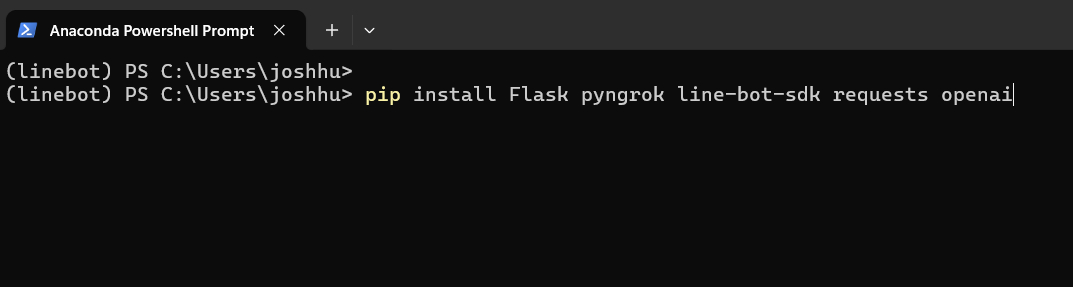 Anaconda Powershell Prompt
(linebot) PS C:\Users\joshhu>
(linebot) PS C:\Users\joshhu> pip install Flask pyngrok line-bot-sdk requests openai